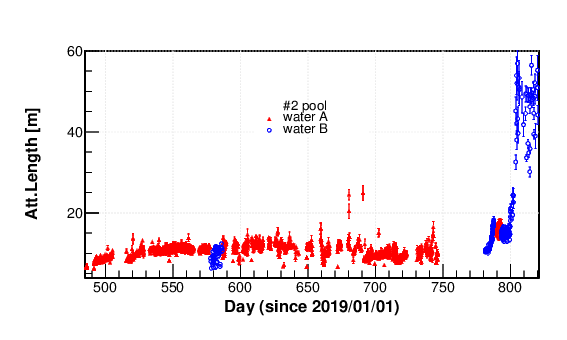 60
40
20
Att.Length [m]
#2 pool
water A
water B
500 550 600 650 700 750 800
Day (since 2019/01/01)